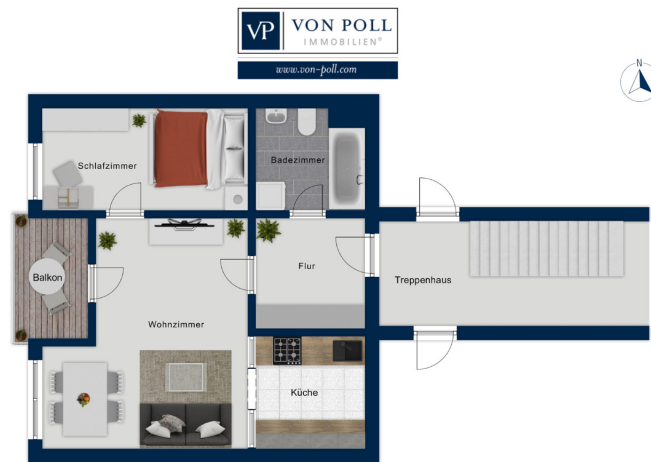 VP VON POLL
IMMOBILIEN®
www.von-poll.com
N
Schlafzimmer
Badezimmer
Balkon
Flur
Treppenhaus
Wohnzimmer
Küche